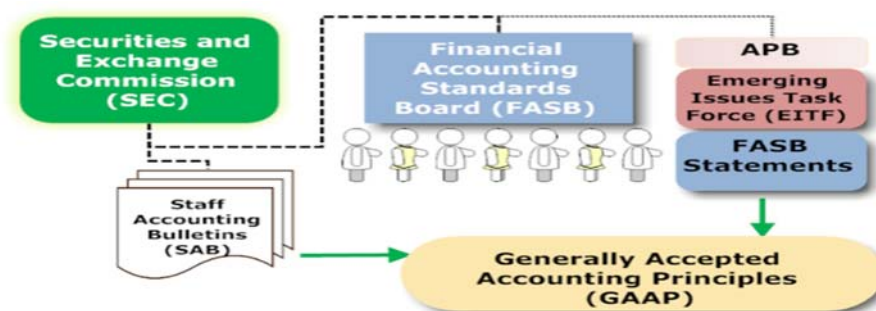 Securities and
Exchange
Commission
(SEC)
Financial
Accounting
Standards
Board (FASB)
APB
Emerging
Issues Task
Force (EITF)
FASB
Statements
Staff
Accounting
Bulletins
(SAB)
Generally Accepted
Accounting Principles
(GAAP)